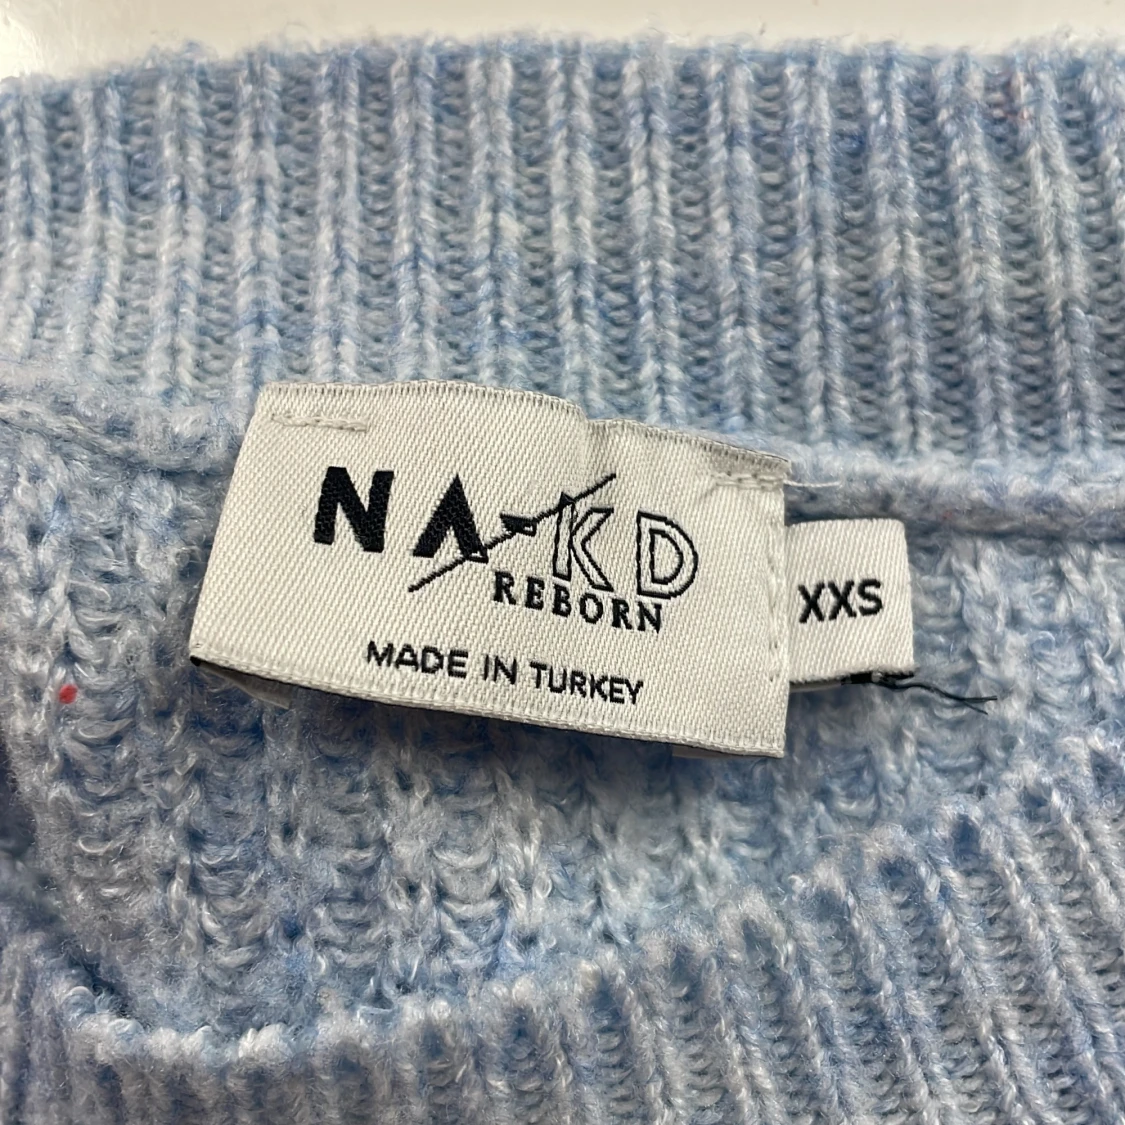 NA-KD
REBORN
MADE IN TURKEY
XXS